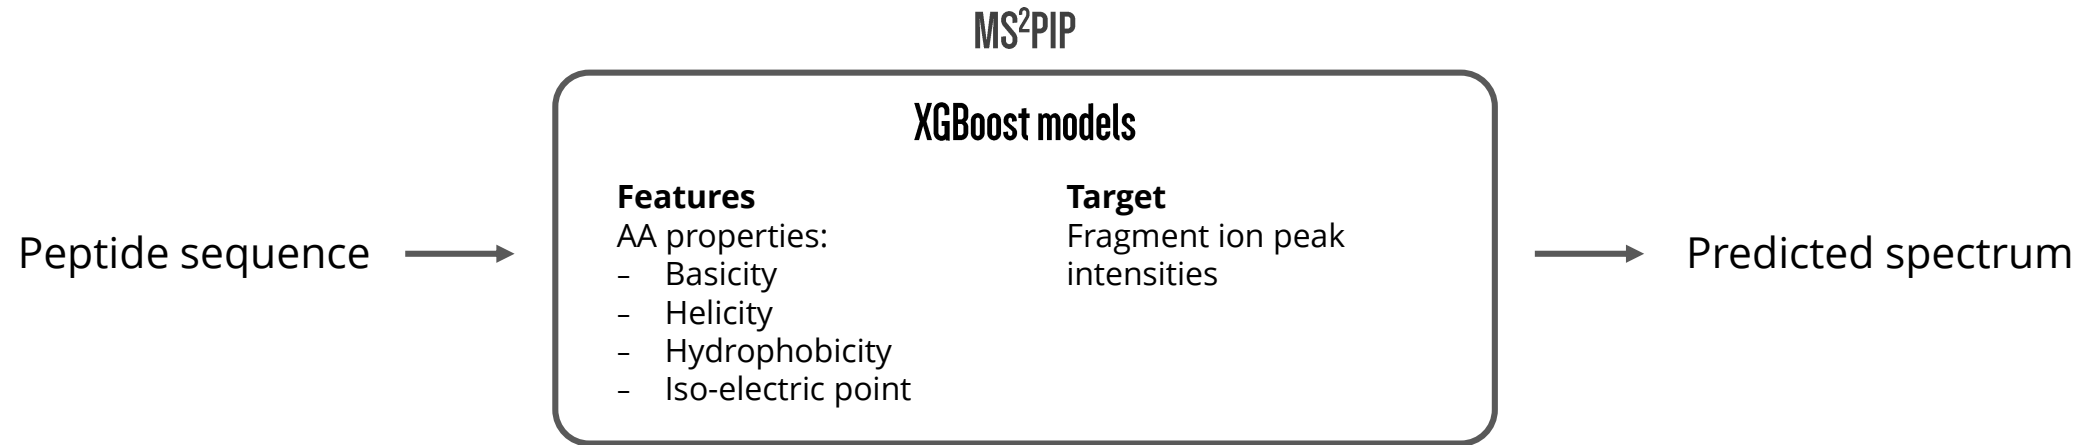 MS²PIP
XGBoost models
Peptide sequence
Features
AA properties:
– Basicity
– Helicity
– Hydrophobicity
– Iso-electric point
Target
Fragment ion peak
intensities
Predicted spectrum